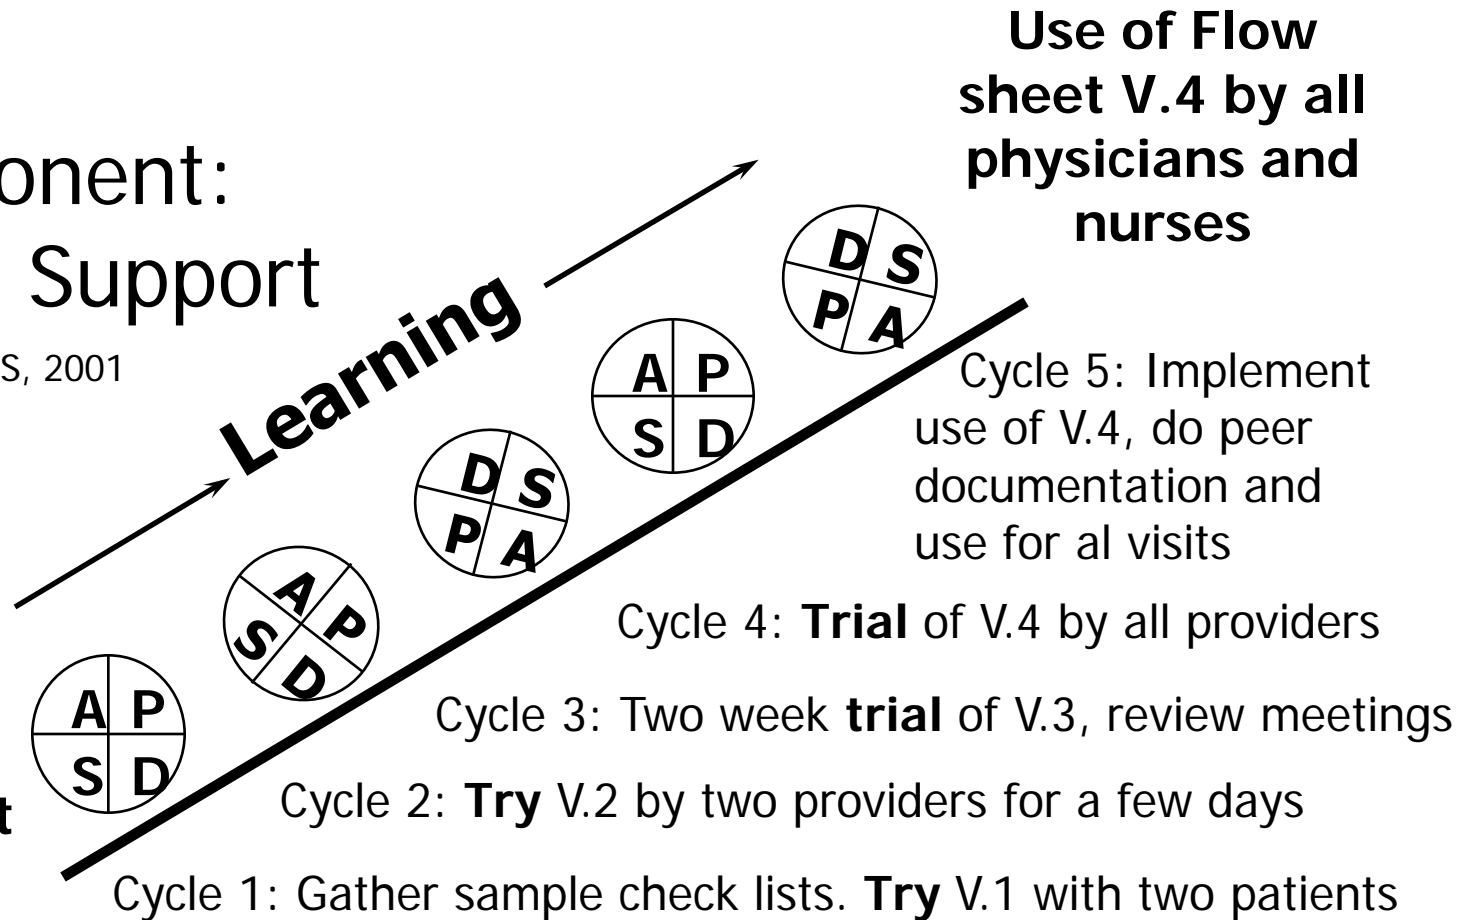 Use of Flow
sheet V.4 by all
physicians and
nurses
onent:
Support
S, 2001
Learning
D S
P A
A P
S D
D S
P A
A P
S D
A P
S D
Cycle 5: Implement
use of V.4, do peer
documentation and
use for al visits
Cycle 4: Trial of V.4 by all providers
Cycle 3: Two week trial of V.3, review meetings
Cycle 2: Try V.2 by two providers for a few days
t
Cycle 1: Gather sample check lists. Try V.1 with two patients